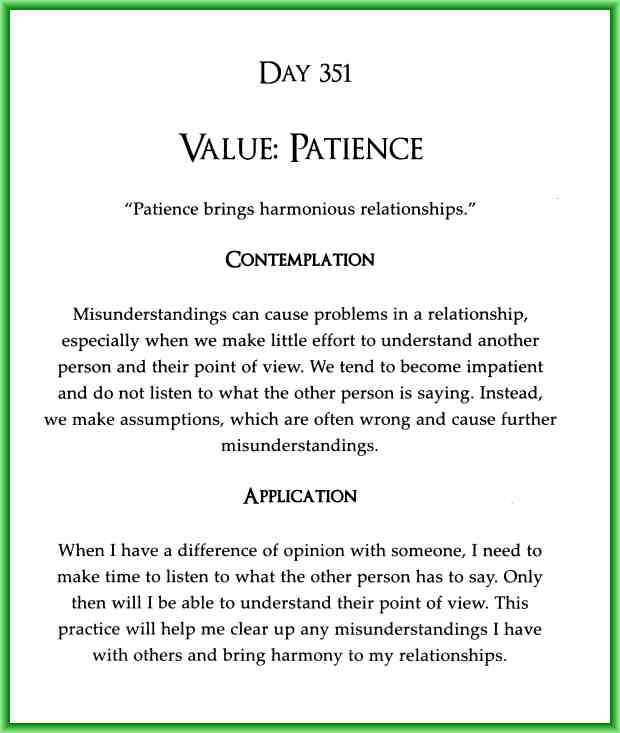 DAY 351
VALUE: PATIENCE
“Patience brings harmonious relationships.”
CONTEMPLATION
Misunderstandings can cause problems in a relationship,
especially when we make little effort to understand another
person and their point of view. We tend to become impatient
and do not listen to what the other person is saying. Instead,
we make assumptions, which are often wrong and cause further
misunderstandings.
APPLICATION
When I have a difference of opinion with someone, I need to
make time to listen to what the other person has to say. Only
then will I be able to understand their point of view. This
practice will help me clear up any misunderstandings I have
with others and bring harmony to my relationships.